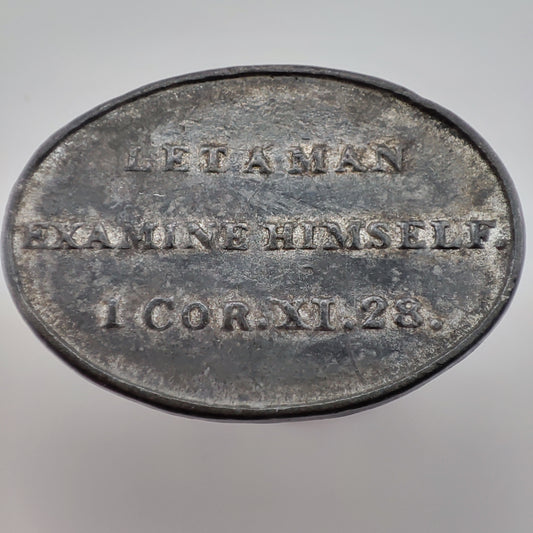 LET A MAN
EXAMINE HIMSELF.
1 COR.XI.28.